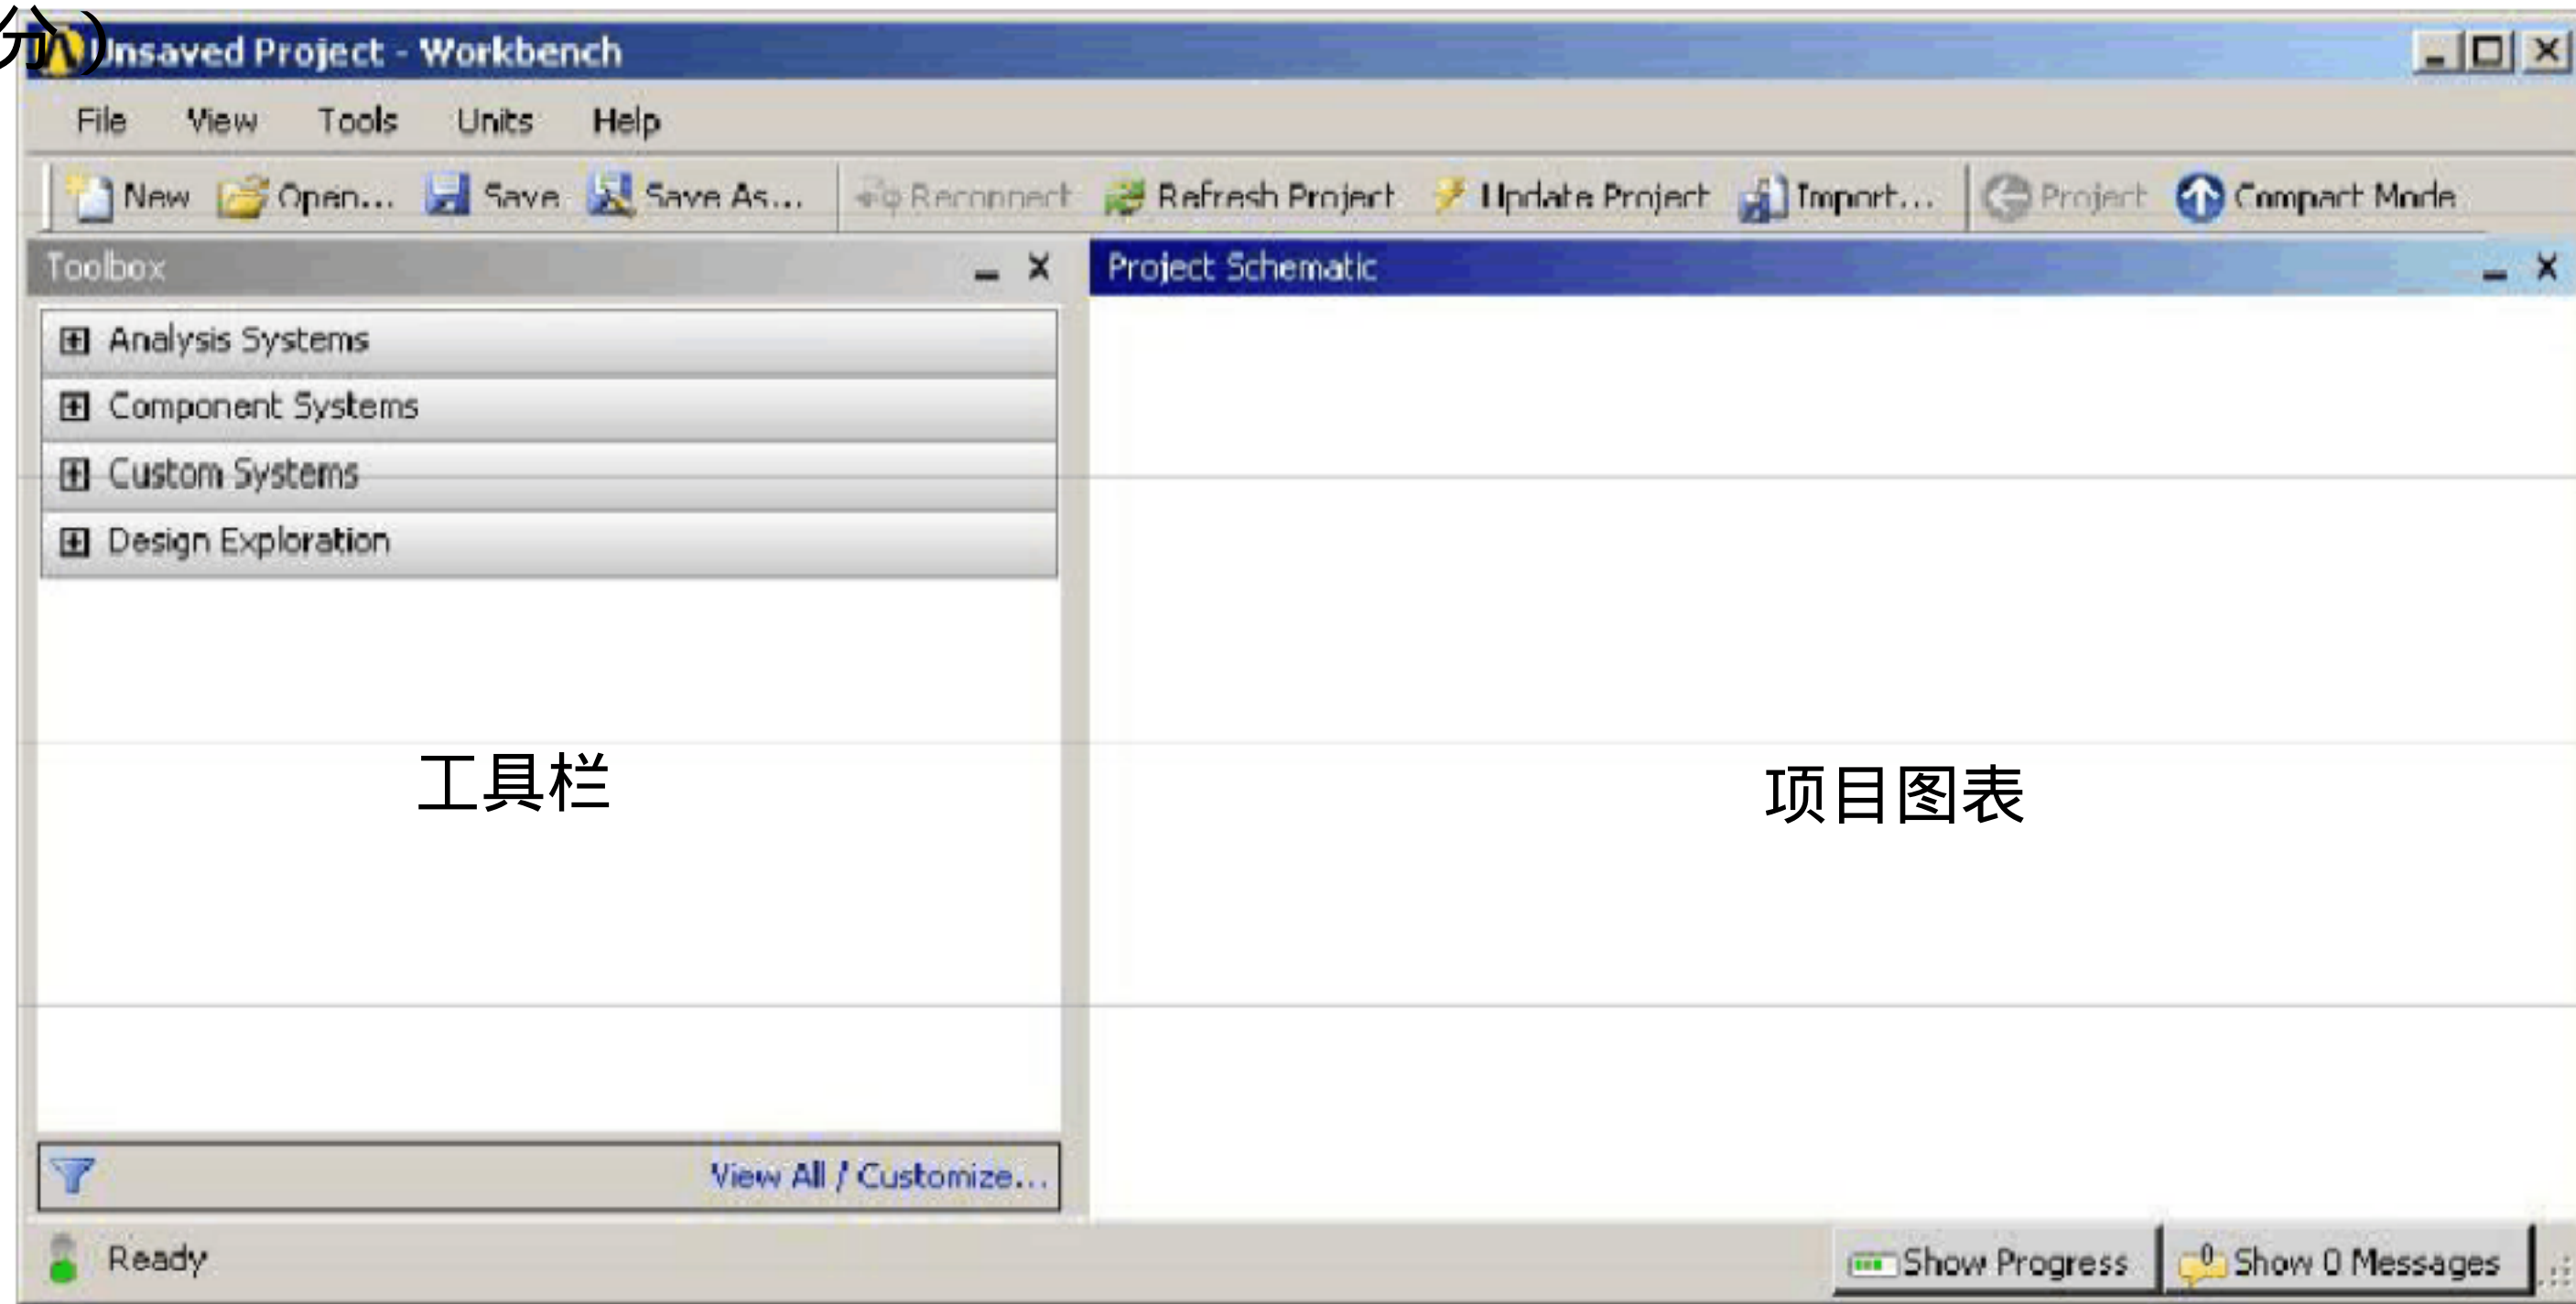 分）
Unsaved Project - Workbench
File View Tools Units Help
New Open... Save Save As... Reconnect Refresh Project Update Project Import... Project Compact Mode
Toolbox
Project Schematic
Analysis Systems
Component Systems
Custom Systems
Design Exploration
工具栏
项目图表
View All / Customize...
Ready
Show Progress
Show 0 Messages